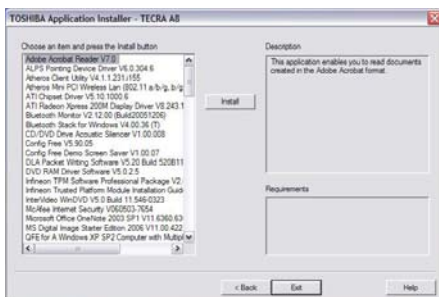 TOSHIBA Application Installer - TECRA A8
Choose an item and press the Install button
Adobe Acrobat Reader V7.0
ALPS Pointing Device Driver V6.0.304.6
Atheros Client Utility V4.1.1.231./155
Atheros Mini PCI Wireless Lan (802.11 a/b/g, b/g
ATI Chipset Driver V5.10.1000.6
ATI Radeon Xpress 200M Display Driver V8.243.1
Bluetooth Monitor V2.12.00 (Build20051206)
Bluetooth Stack for Windows V4.00.36 (T)
CD/DVD Drive Acoustic Silencer V1.00.008
Config Free V5.90.05
Config Free Demo Screen Saver V1.00.07
DLA Packet Writing Software V5.20 Build 520B11
DVD RAM Driver Software V5.0.2.5
Infineon TPM Software Professional Package V2
Infineon Trusted Platform Module Installation Guid
InterVideo WinDVD V5.0 Build 11.546-0323
McAfee Internet Security V060503-7654
Microsoft Office OneNote 2003 SP1 V11.6360.63
MS Digital Image Starter Edition 2006 V11.00.422
QFE for A Windows XP SP2 Computer with Multipl
Install
Description
This application enables you to read documents
created in the Adobe Acrobat format.
Requirements
< Back
Exit
Help